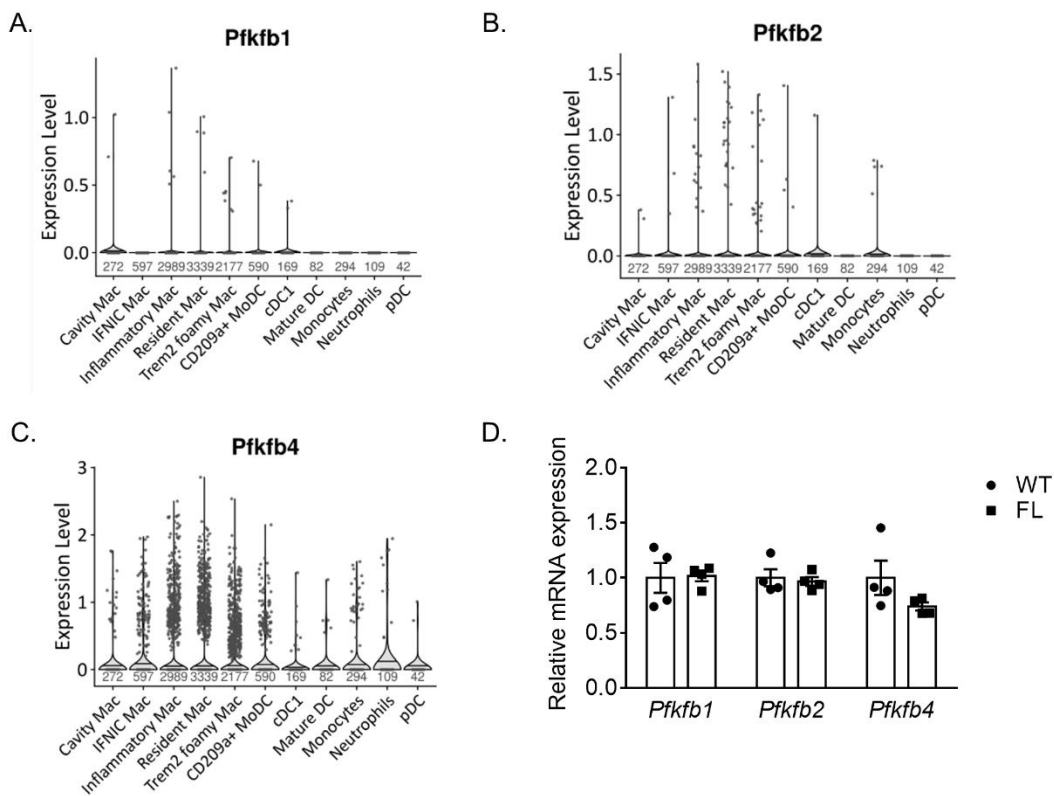 A.
Pfkfb1
Expression Level
1.0
0.5
0.0
272 597 2989 3339 2177 590 169 82 294 109 42
Cavity Mac
IFNIC Mac
Inflammatory Mac
Resident Mac
Trem2 foamy Mac
CD209a+ MoDC
cDC1
Mature DC
Monocytes
Neutrophils
pDC
B.
Pfkfb2
Expression Level
1.5
1.0
0.5
0.0
272 597 2989 3339 2177 590 169 82 294 109 42
Cavity Mac
IFNIC Mac
Inflammatory Mac
Resident Mac
Trem2 foamy Mac
CD209a+ MoDC
cDC1
Mature DC
Monocytes
Neutrophils
pDC
C.
Pfkfb4
Expression Level
3
2
1
0
272 597 2989 3339 2177 590 169 82 294 109 42
Cavity Mac
IFNIC Mac
Inflammatory Mac
Resident Mac
Trem2 foamy Mac
CD209a+ MoDC
cDC1
Mature DC
Monocytes
Neutrophils
pDC
D.
Relative mRNA expression
2.0
1.5
1.0
0.5
0.0
Pfkfb1 Pfkfb2 Pfkfb4
WT
FL